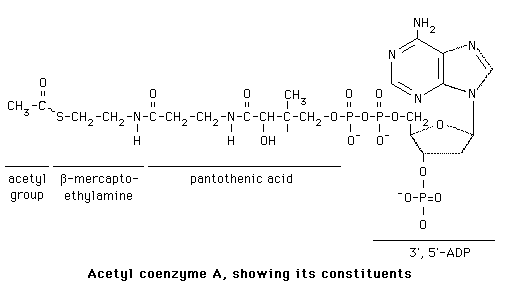 NH₂
N
N
N
N
O
O
O
CH₃
O
O
CH₃-C
S-CH₂-CH₂-N-C-CH₂-CH₂-N-C-CH-C-CH₂-O-P-O-P-O-CH₂
O
H
H
OH
O⁻
O⁻
O
⁻O-P=O
O
acetyl group
β-mercapto-ethylamine
pantothenic acid
3', 5'-ADP
Acetyl coenzyme A, showing its constituents